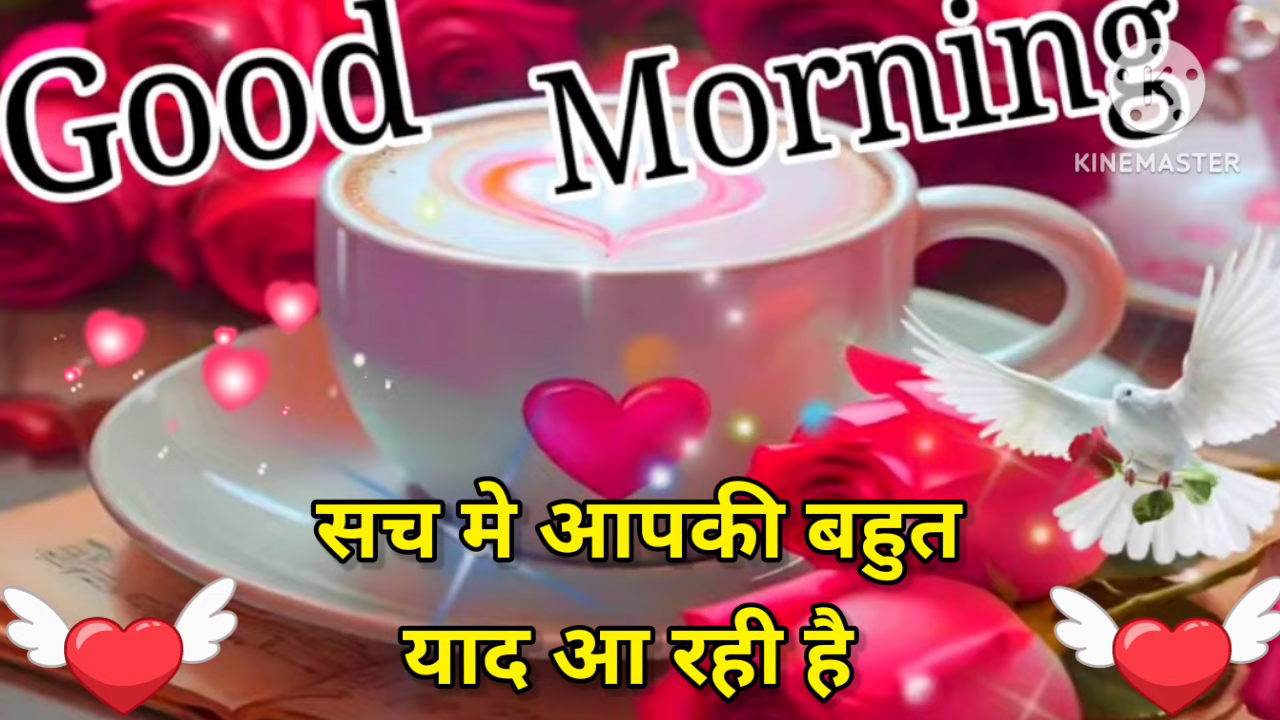 Good Morning
KINEMASTER
सच मे आपकी बहुत
याद आ रही है